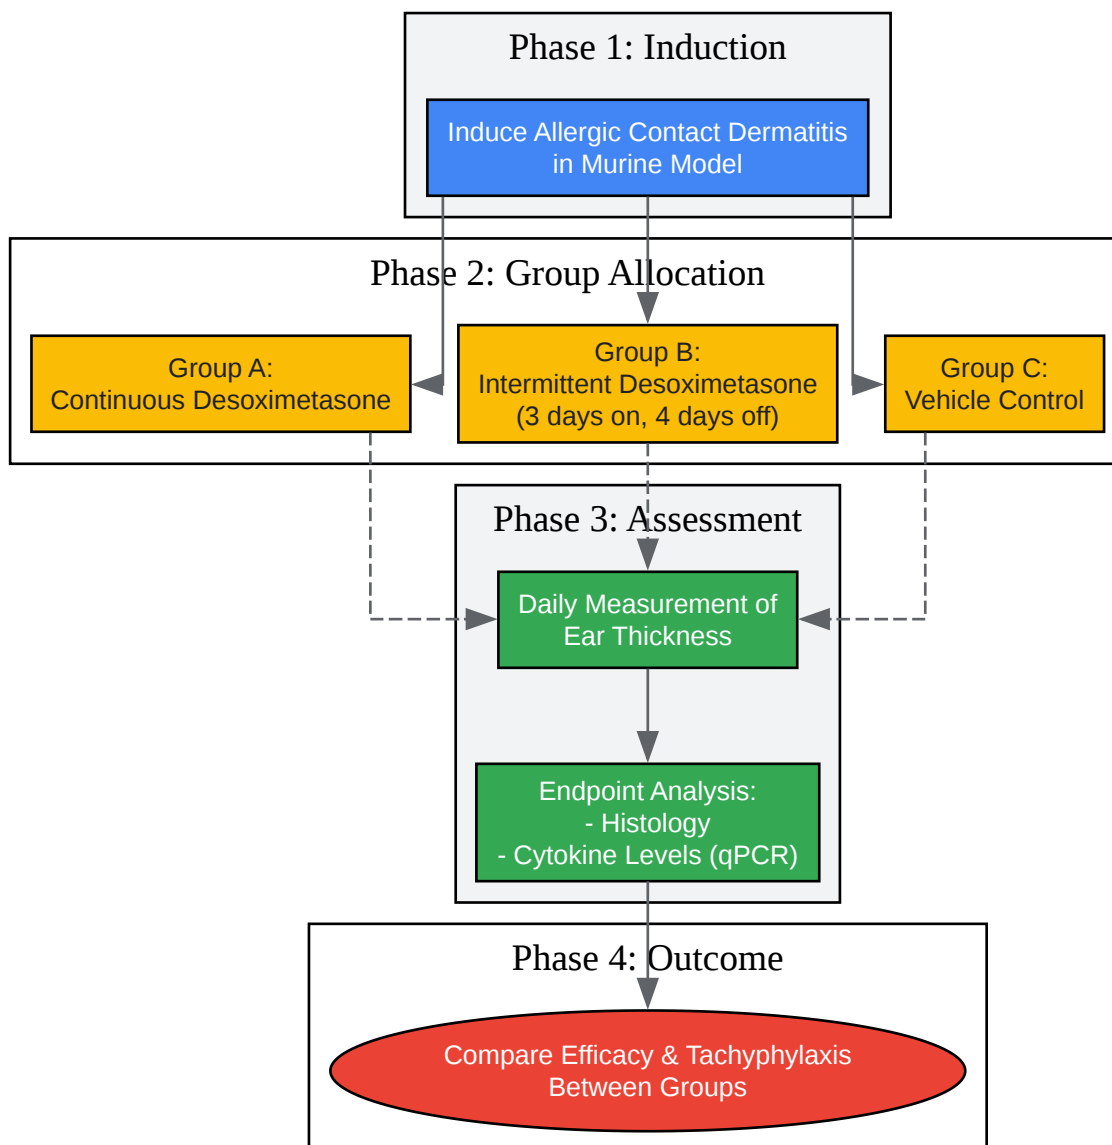 Phase 1: Induction
Induce Allergic Contact Dermatitis
in Murine Model
Phase 2: Group Allocation
Group A:
Continuous Desoximetasone
Group B:
Intermittent Desoximetasone
(3 days on, 4 days off)
Group C:
Vehicle Control
Phase 3: Assessment
Daily Measurement of
Ear Thickness
Endpoint Analysis:
- Histology
- Cytokine Levels (qPCR)
Phase 4: Outcome
Compare Efficacy & Tachyphylaxis
Between Groups